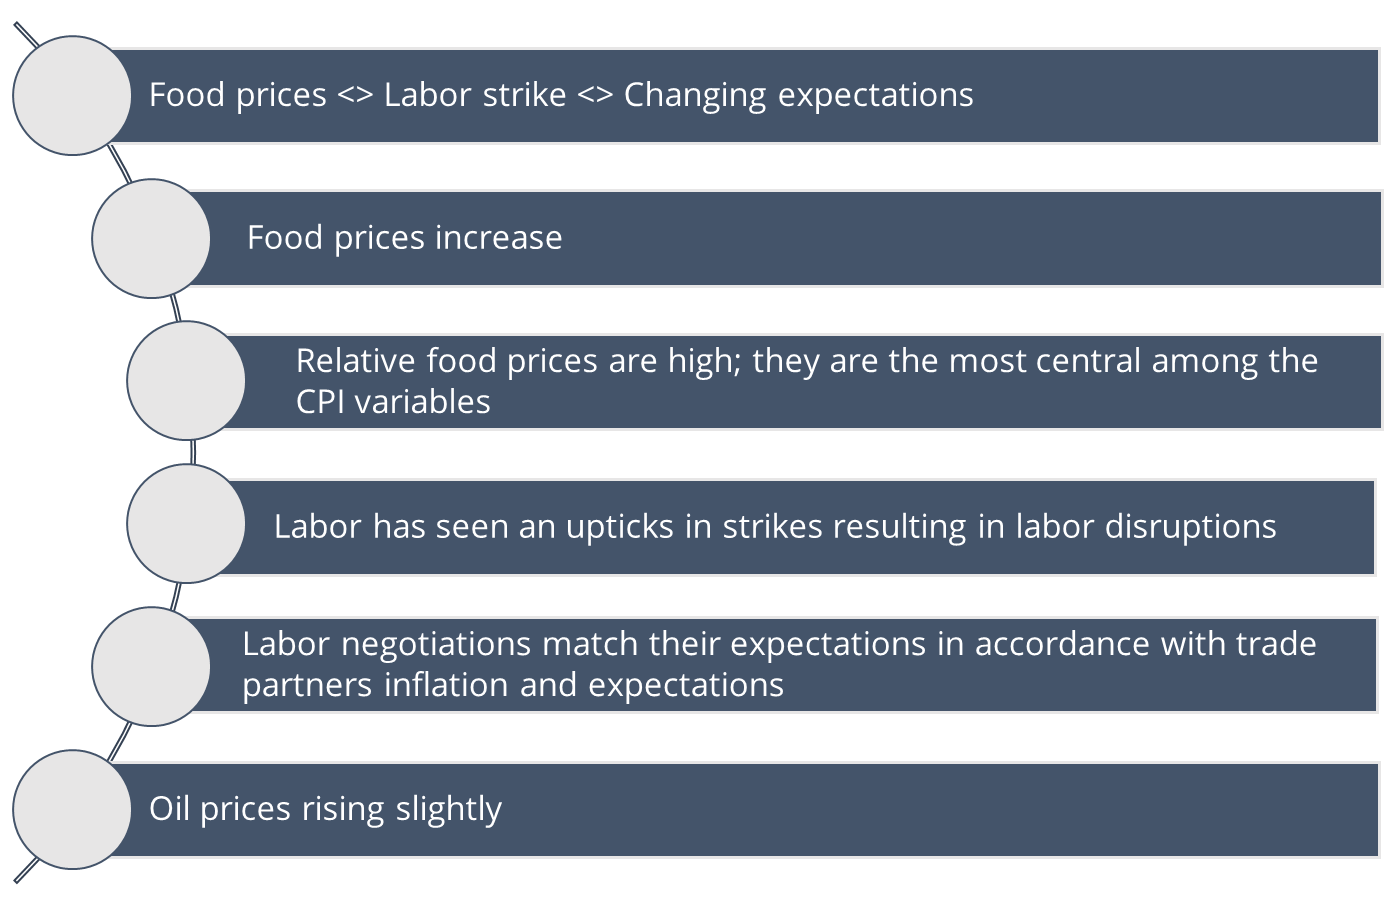 Food prices <> Labor strike <> Changing expectations
Food prices increase
Relative food prices are high; they are the most central among the
CPI variables
Labor has seen an upticks in strikes resulting in labor disruptions
Labor negotiations match their expectations in accordance with trade
partners inflation and expectations
Oil prices rising slightly